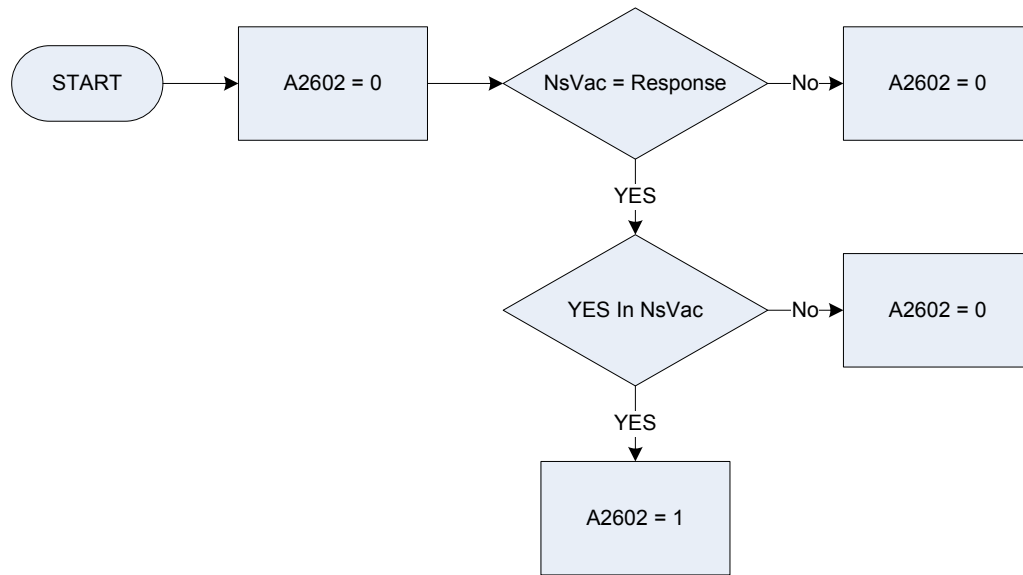 START
A2602 = 0
NsVac = Response
No
A2602 = 0
YES
YES In NsVac
No
A2602 = 0
YES
A2602 = 1